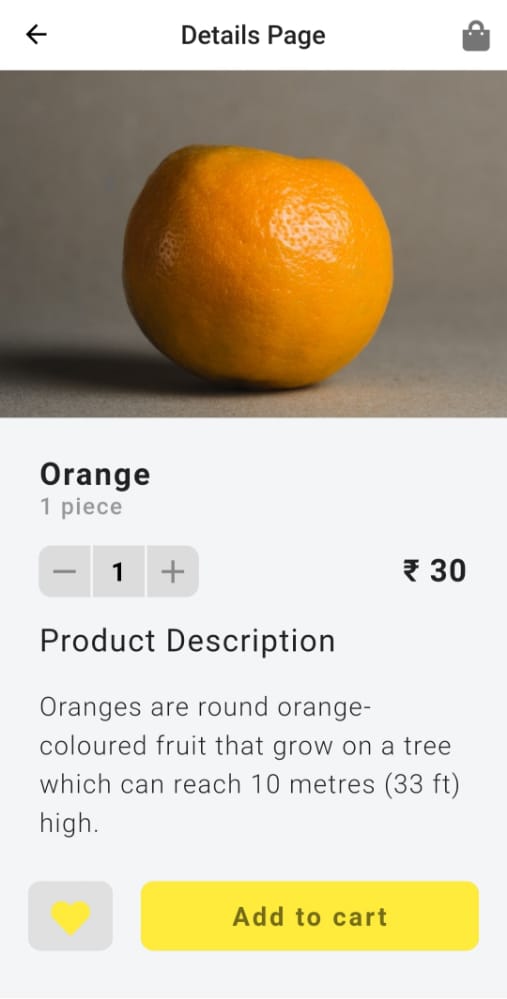 Details Page
Orange
1 piece
1
₹ 30
Product Description
Oranges are round orange-
coloured fruit that grow on a tree
which can reach 10 metres (33 ft)
high.
Add to cart